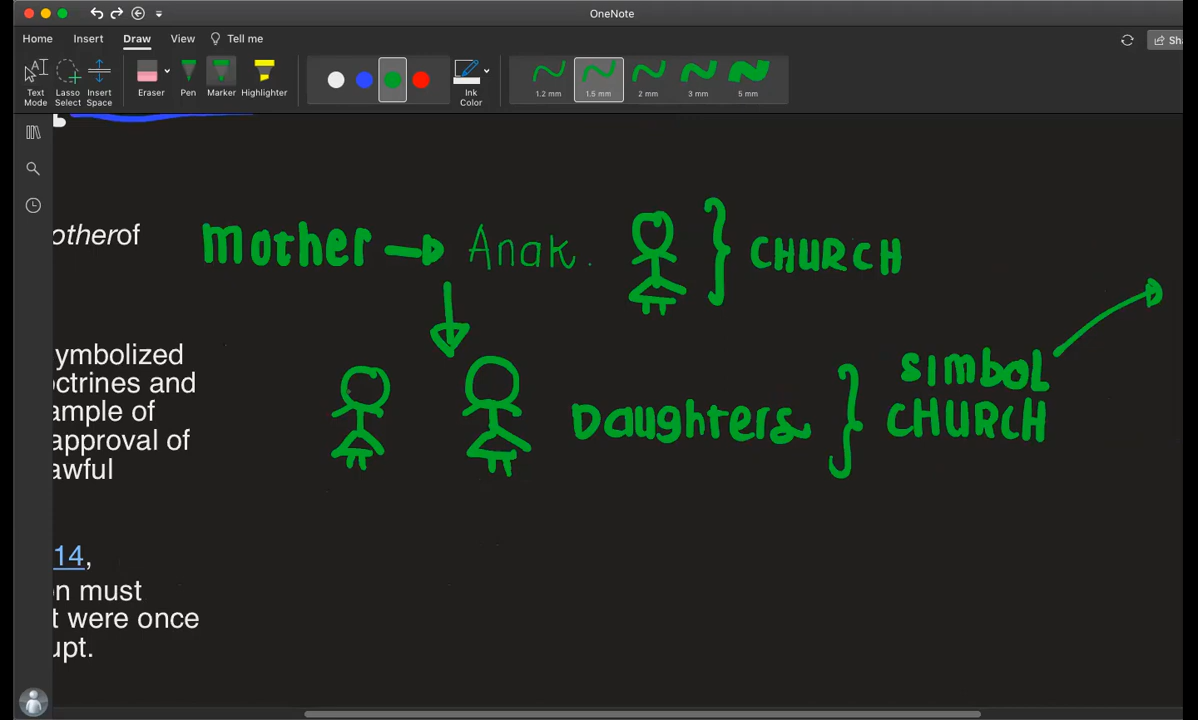 OneNote
Home Insert Draw View Tell me
Text Mode
Lasso Select
Insert Space
Eraser
Pen
Marker
Highlighter
Ink Color
1.2 mm
1.5 mm
2 mm
3 mm
5 mm
otherof
mother → Anak. } CHURCH
ymbolized
octrines and
ample of
approval of
awful
Daughters } simbol
CHURCH
14,
n must
t were once
upt.